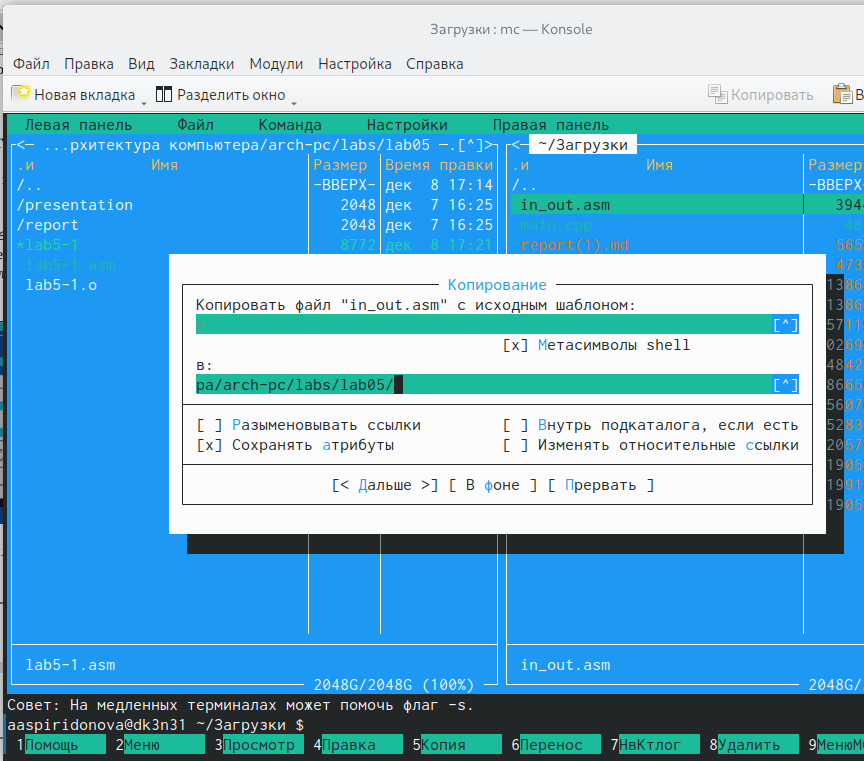 Загрузки : mc — Konsole
Файл Правка Вид Закладки Модули Настройка Справка
Новая вкладка Разделить окно Копировать В
Левая панель Файл Команда Настройки Правая панель
<— ...рхитектура компьютера/arch-pc/labs/lab05 —.[^]> <— ~/Загрузки
.и Имя Размер Время правки .и Имя Размер
/.. -ВВЕРХ- дек 8 17:14 /.. -ВВЕРХ
/presentation 2048 дек 7 16:25 in_out.asm 394
/report 2048 дек 7 16:25 main.cpp
*lab5-1 8772 дек 8 17:21 report(1).md 565
lab5-1.asm 473
lab5-1.o
Копирование
Копировать файл "in_out.asm" с исходным шаблоном:
[^]
[x] Метасимволы shell
в:
ра/arch-pc/labs/lab05/ [^]
[ ] Разыменовывать ссылки [ ] Внутрь подкаталога, если есть
[x] Сохранять атрибуты [ ] Изменять относительные ссылки
[< Дальше >] [ В фоне ] [ Прервать ]
lab5-1.asm in_out.asm
2048G/2048G (100%) 2048G/
Совет: На медленных терминалах может помочь флаг -s.
aaspiridonova@dk3n31 ~/Загрузки $
1Помощь 2Меню 3Просмотр 4Правка 5Копия 6Перенос 7НвКтлог 8Удалить 9МенюМ